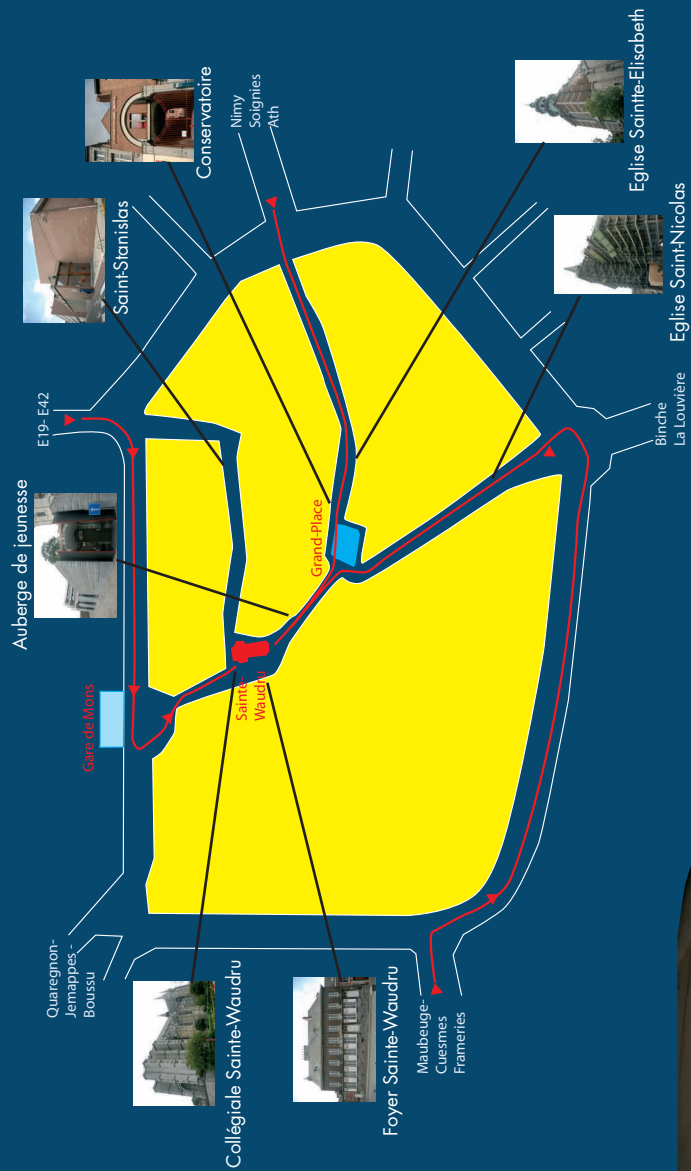 Auberge de jeunesse
Saint-Stanislas
Conservatoire
E19- E42
Nimy
Soignies
Ath
Gare de Mons
Grand-Place
Sainte-
Waudru
Quaregnon-
Jemappes -
Boussu
Collégiale Sainte-Waudru
Foyer Sainte-Waudru
Maubeuge-
Cuesmes
Frameries
Eglise Saintte-Elisabeth
Eglise Saint-Nicolas
Binche
La Louvière